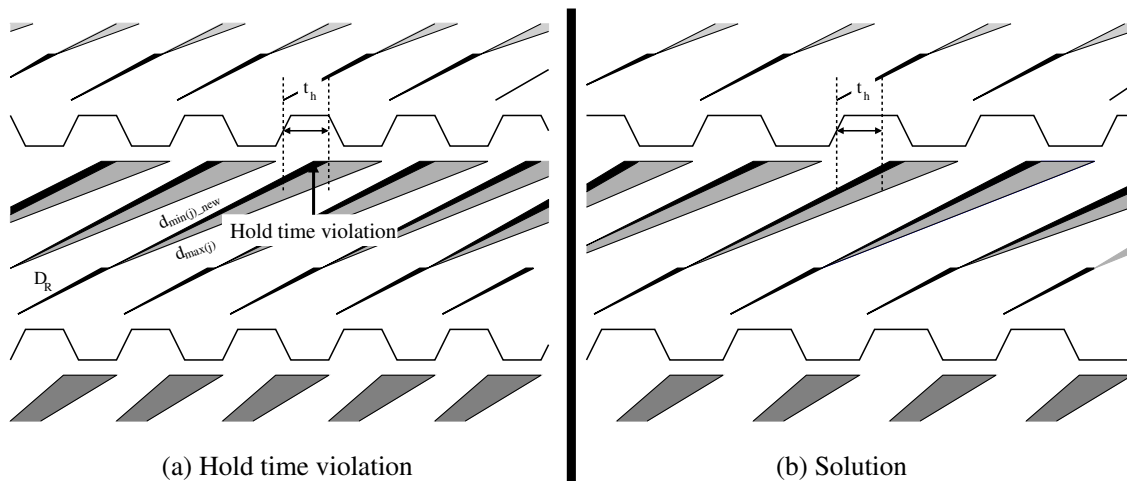 t_h
t_h
d_min(j)_new
Hold time violation
d_max(j)
D_R
(a) Hold time violation
(b) Solution